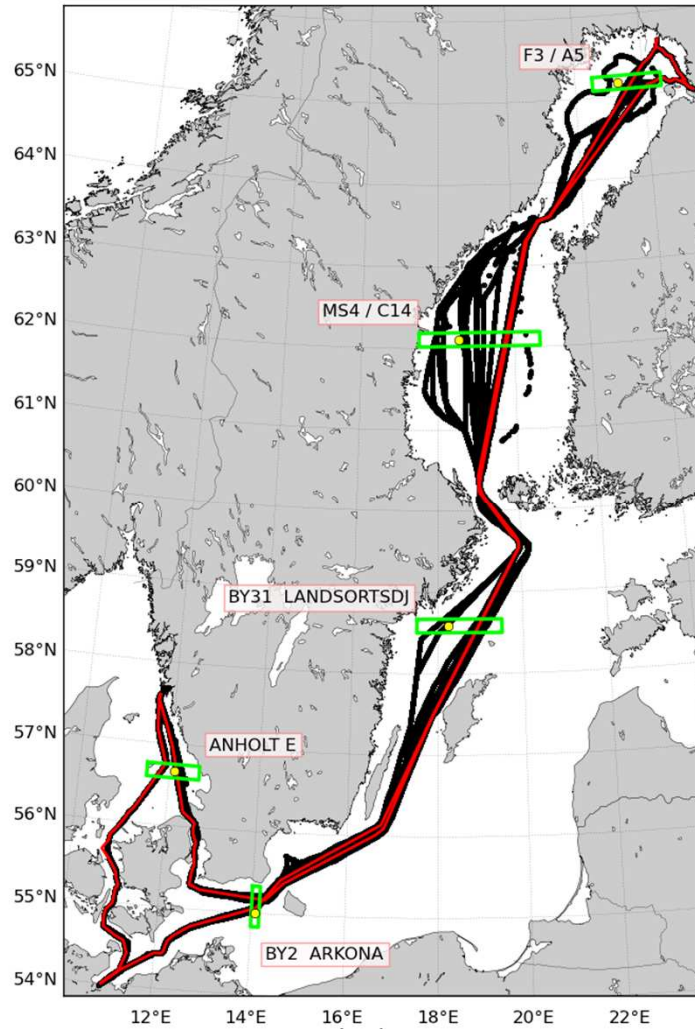 F3 / A5
65°N
64°N
63°N
MS4 / C14
62°N
61°N
60°N
59°N
BY31 LANDSORTSDJ
58°N
57°N
ANHOLT E
56°N
55°N
BY2 ARKONA
54°N
12°E 14°E 16°E 18°E 20°E 22°E